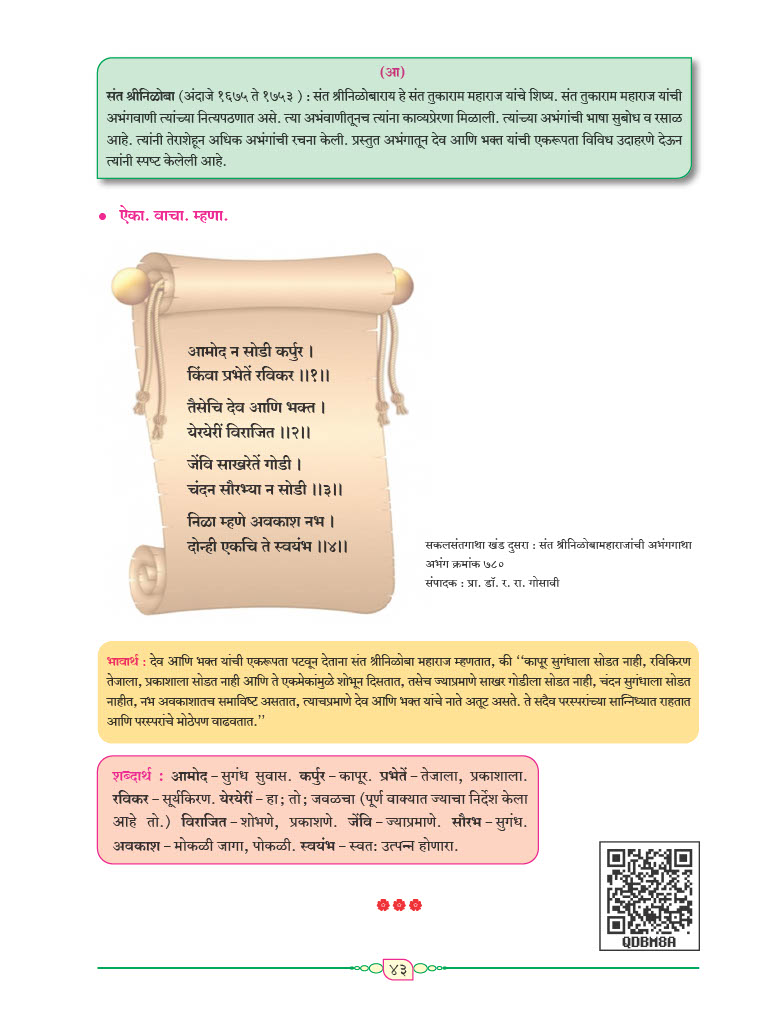 (आ)
संत श्रीनिळोबा (अंदाजे १६७५ ते १७५३ ) : संत श्रीनिळोबाराय हे संत तुकाराम महाराज यांचे शिष्य. संत तुकाराम महाराज यांची
अभंगवाणी त्यांच्या नित्यपठणात असे. त्या अभंवाणीतूनच त्यांना काव्यप्रेरणा मिळाली. त्यांच्या अभंगांची भाषा सुबोध व रसाळ
आहे. त्यांनी तेराशेहून अधिक अभंगांची रचना केली. प्रस्तुत अभंगातून देव आणि भक्त यांची एकरूपता विविध उदाहरणे देऊन
त्यांनी स्पष्ट केलेली आहे.
• ऐका. वाचा. म्हणा.
आमोद न सोडी कर्पुर ।
किंवा प्रभेतें रविकर ।।१।।
तैसेचि देव आणि भक्त ।
येरयेरीं विराजित ।।२।।
जेंवि साखरेतें गोडी ।
चंदन सौरभ्या न सोडी ।।३।।
निळा म्हणे अवकाश नभ ।
दोन्ही एकचि ते स्वयंभ ।।४।।
सकलसंतगाथा खंड दुसरा : संत श्रीनिळोबामहाराजांची अभंगगाथा
अभंग क्रमांक ७८०
संपादक : प्रा. डॉ. र. रा. गोसावी
भावार्थ : देव आणि भक्त यांची एकरूपता पटवून देताना संत श्रीनिळोबा महाराज म्हणतात, की ‘‘कापूर सुगंधाला सोडत नाही, रविकिरण
तेजाला, प्रकाशाला सोडत नाही आणि ते एकमेकांमुळे शोभून दिसतात, तसेच ज्याप्रमाणे साखर गोडीला सोडत नाही, चंदन सुगंधाला सोडत
नाहीत, नभ अवकाशातच समाविष्ट असतात, त्याचप्रमाणे देव आणि भक्त यांचे नाते अतूट असते. ते सदैव परस्परांच्या सान्निध्यात राहतात
आणि परस्परांचे मोठेपण वाढवतात.’’
शब्दार्थ : आमोद – सुगंध सुवास. कर्पुर – कापूर. प्रभेतें – तेजाला, प्रकाशाला.
रविकर – सूर्यकिरण. येरयेरीं – हा; तो; जवळचा (पूर्ण वाक्यात ज्याचा निर्देश केला
आहे तो.) विराजित – शोभणे, प्रकाशणे. जेंवि – ज्याप्रमाणे. सौरभ – सुगंध.
अवकाश – मोकळी जागा, पोकळी. स्वयंभ – स्वत: उत्पन्न होणारा.
QDBM8A
४३